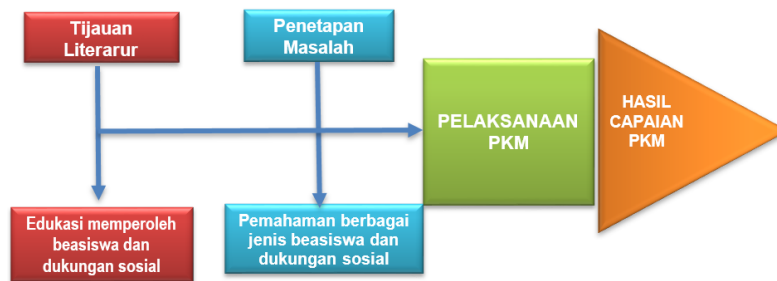 Tijauan
Literarur
Penetapan
Masalah
PELAKSANAAN
PKM
HASIL
CAPAIAN
PKM
Edukasi memperoleh
beasiswa dan
dukungan sosial
Pemahaman berbagai
jenis beasiswa dan
dukungan sosial